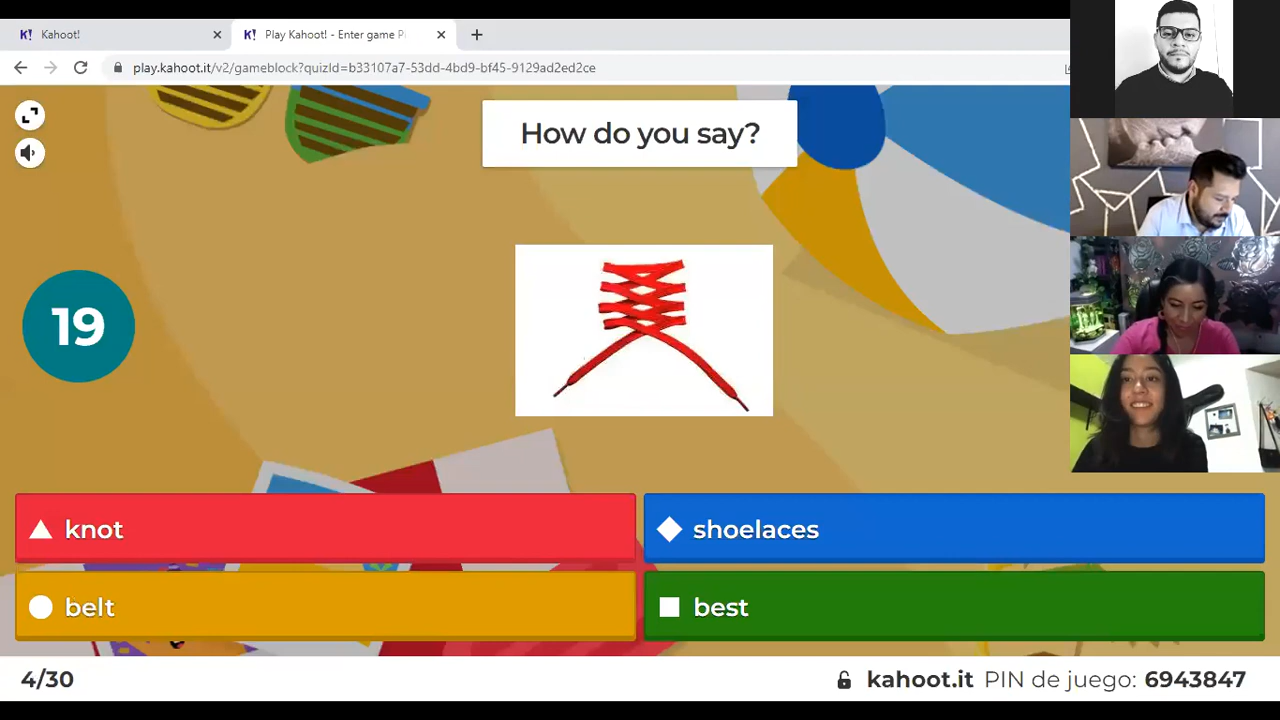 K! Kahoot!
K! Play Kahoot! - Enter game P
play.kahoot.it/v2/gameblock?quizId=b33107a7-53dd-4bd9-bf45-9129ad2ed2ce
How do you say?
19
knot
shoelaces
belt
best
4/30
kahoot.it PIN de juego: 6943847